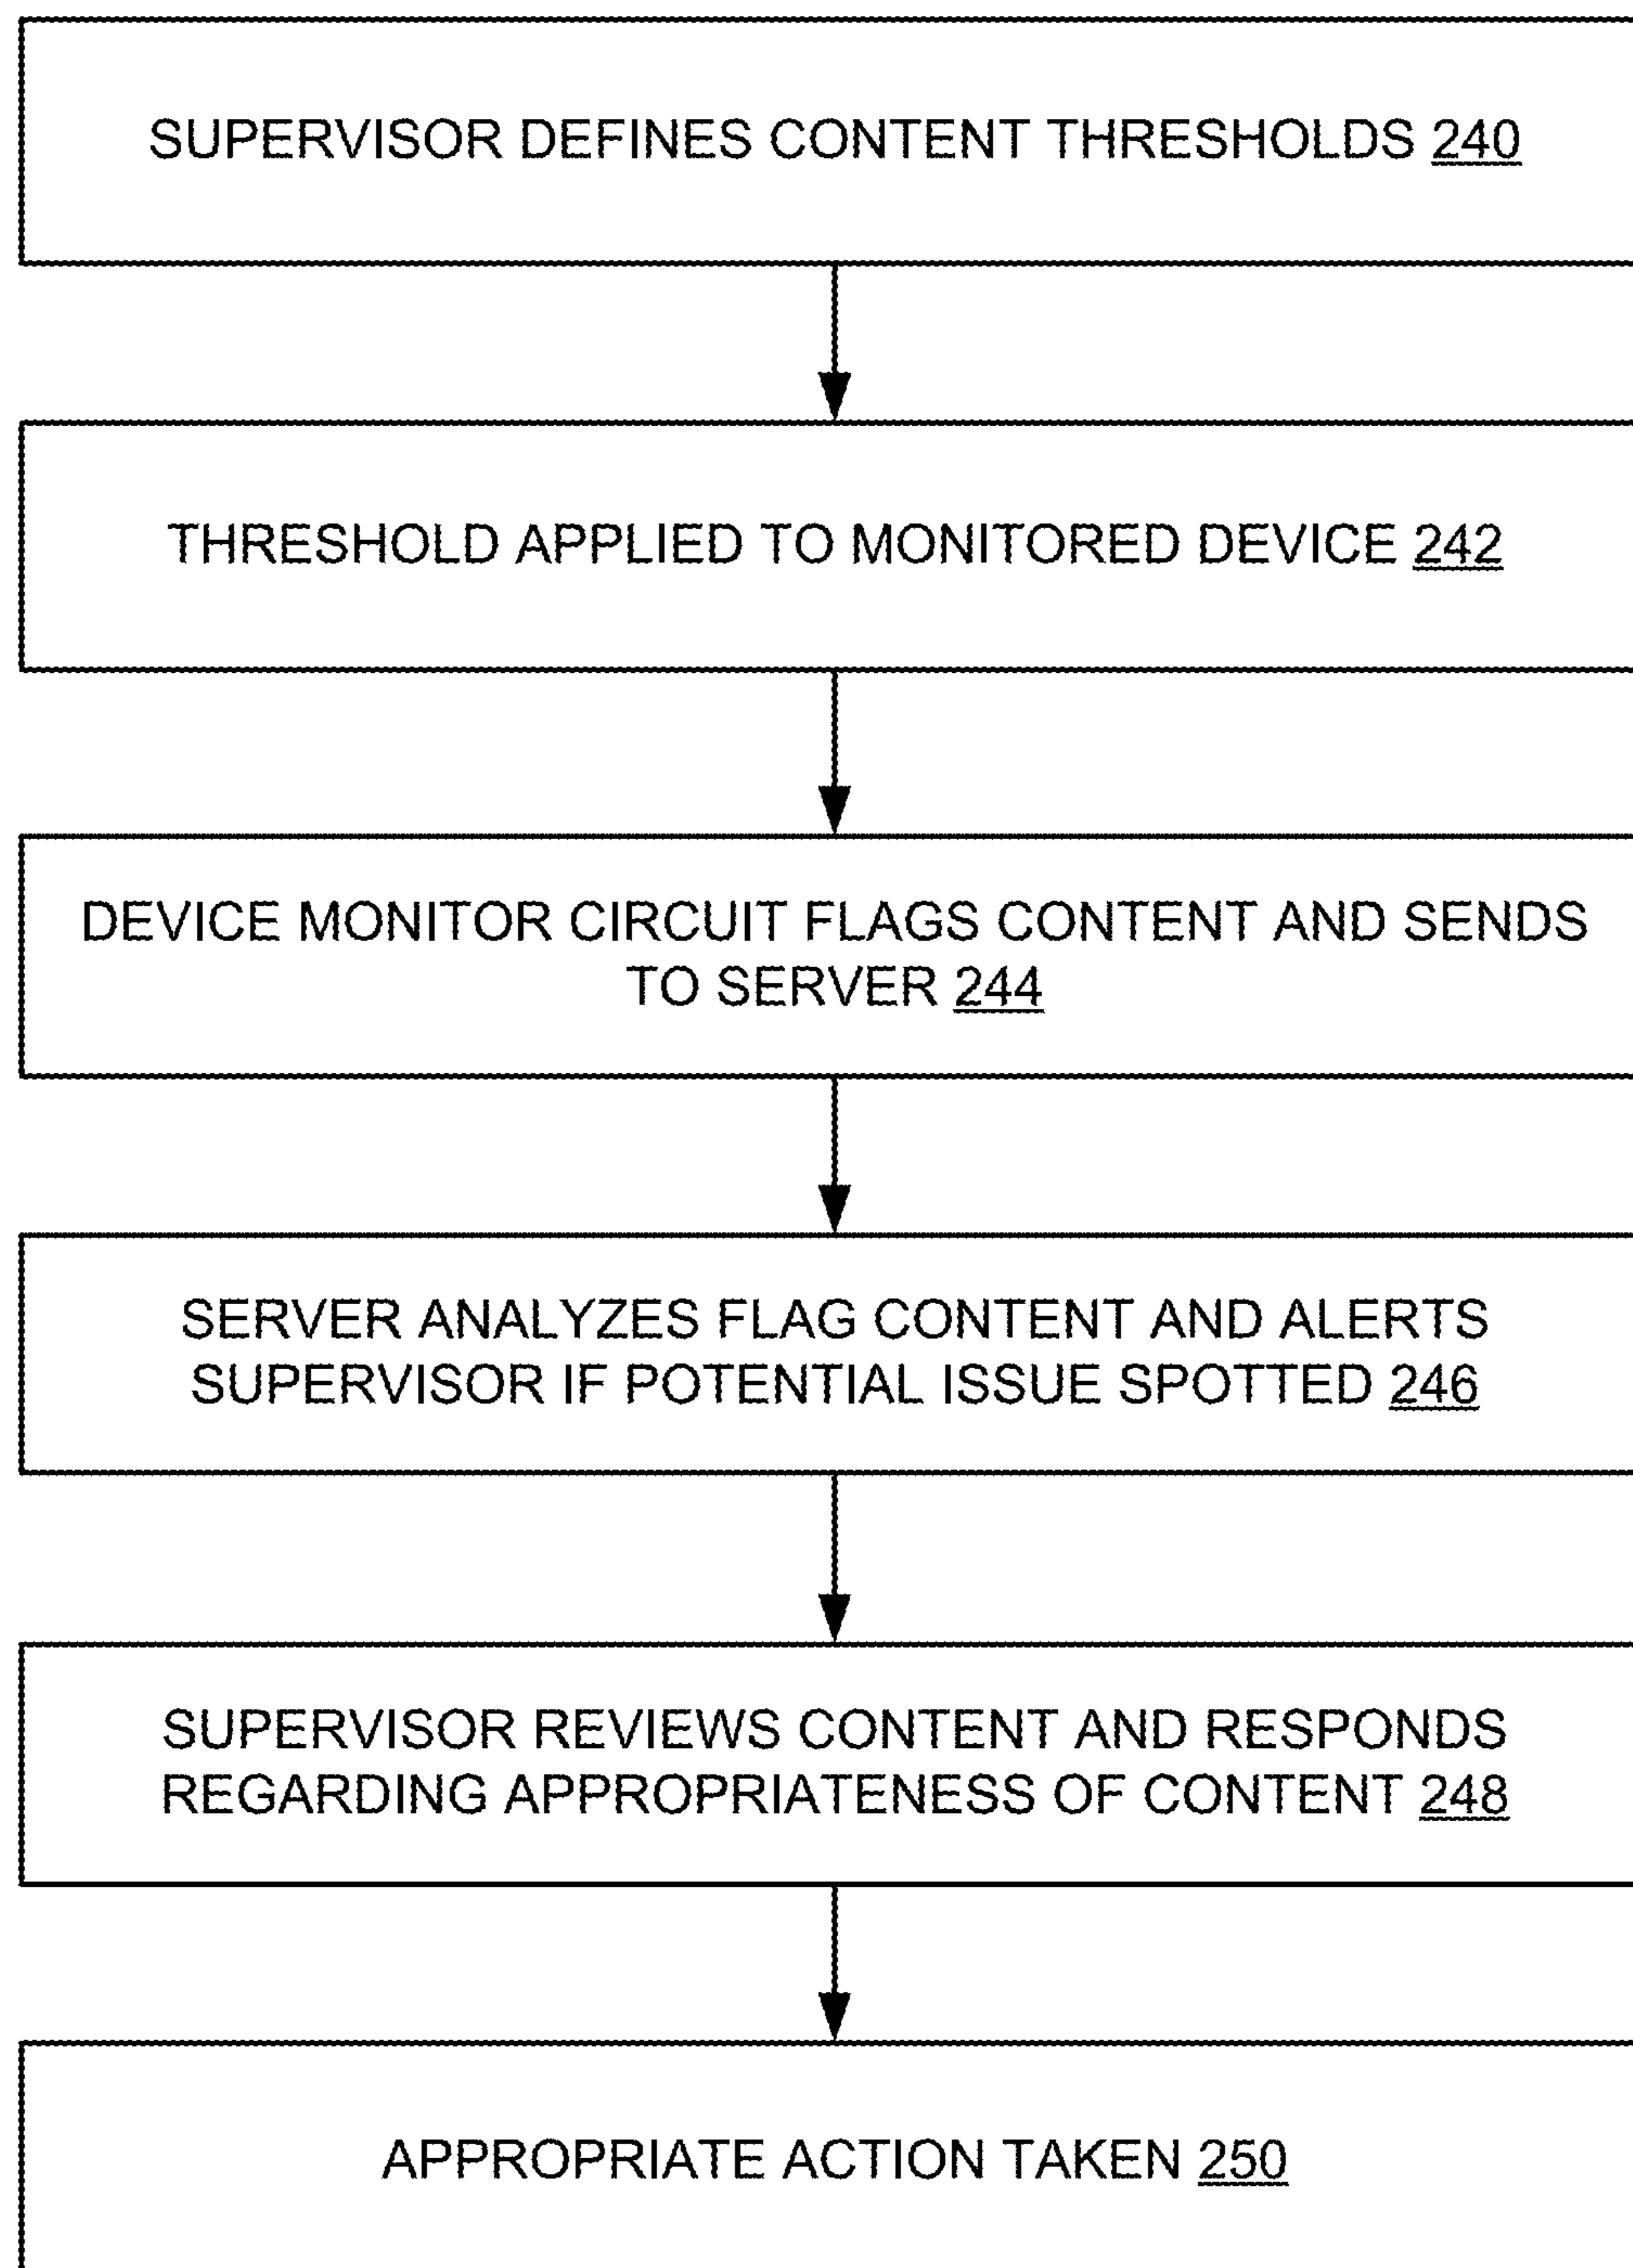 SUPERVISOR DEFINES CONTENT THRESHOLDS 240
THRESHOLD APPLIED TO MONITORED DEVICE 242
DEVICE MONITOR CIRCUIT FLAGS CONTENT AND SENDS
TO SERVER 244
SERVER ANALYZES FLAG CONTENT AND ALERTS
SUPERVISOR IF POTENTIAL ISSUE SPOTTED 246
SUPERVISOR REVIEWS CONTENT AND RESPONDS
REGARDING APPROPRIATENESS OF CONTENT 248
APPROPRIATE ACTION TAKEN 250